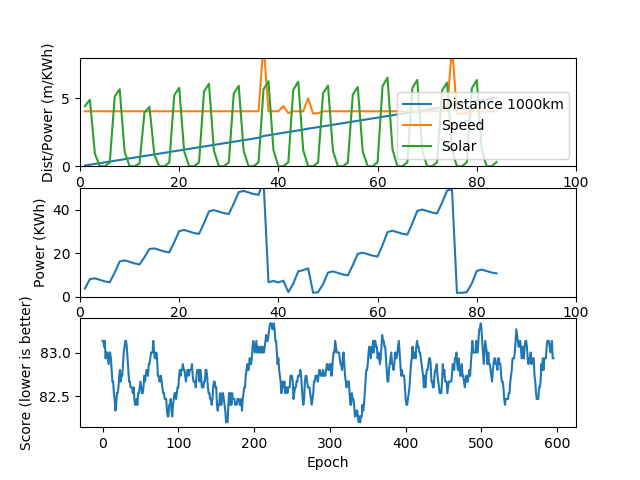 Dist/Power (m/KWh)
5
0
Distance 1000km
Speed
Solar
0 20 40 60 80 100
Power (KWh)
40
20
0
0 20 40 60 80 100
Score (lower is better)
83.0
82.5
0 100 200 300 400 500 600
Epoch